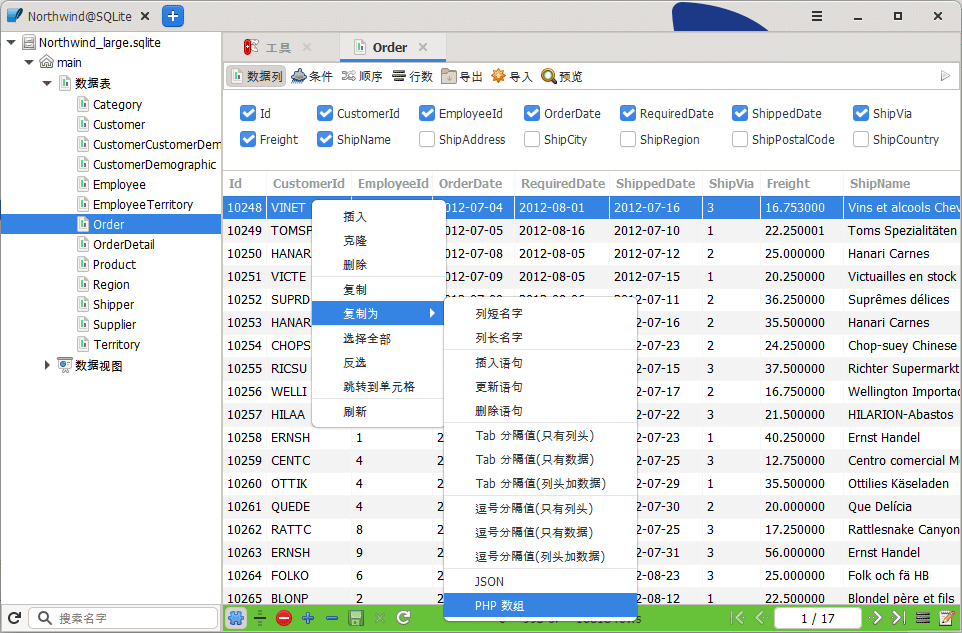 Northwind@SQLite
Northwind_large.sqlite
main
数据表
Category
Customer
CustomerCustomerDem
CustomerDemographic
Employee
EmployeeTerritory
Order
OrderDetail
Product
Region
Shipper
Supplier
Territory
数据视图
搜索名字
工具 Order
数据列 条件 顺序 行数 导出 导入 预览
Id CustomerId EmployeeId OrderDate RequiredDate ShippedDate ShipVia
Freight ShipName ShipAddress ShipCity ShipRegion ShipPostalCode ShipCountry
Id CustomerId EmployeeId OrderDate RequiredDate ShippedDate ShipVia Freight ShipName
10248 VINET 012-07-04 2012-08-01 2012-07-16 3 16.753000 Vins et alcools Chev
10249 TOMSP 012-07-05 2012-08-16 2012-07-10 1 22.250001 Toms Spezialitäten
10250 HANAR 012-07-08 2012-08-05 2012-07-12 2 25.000000 Hanari Carnes
10251 VICTE 012-07-09 2012-08-05 2012-07-15 1 20.250000 Victuailles en stock
10252 SUPRD 2012-07-11 2 36.250000 Suprêmes délices
10253 HANAR 2012-07-16 2 35.500000 Hanari Carnes
10254 CHOPS 2012-07-23 2 24.250000 Chop-suey Chinese
10255 RICSU 2012-07-15 3 37.500000 Richter Supermarkt
10256 WELLI 2012-07-17 2 16.750000 Wellington Importad
10257 HILAA 2012-07-22 3 21.500000 HILARION-Abastos
10258 ERNSH 1 2 2012-07-23 1 40.250000 Ernst Handel
10259 CENTC 4 2 2012-07-25 3 12.750000 Centro comercial M
10260 OTTIK 4 2 2012-07-29 1 35.500000 Ottilies Käseladen
10261 QUEDE 4 2 2012-07-30 2 20.000000 Que Delícia
10262 RATTC 8 2 2012-07-25 3 17.250000 Rattlesnake Canyon
10263 ERNSH 9 2 2012-07-31 3 56.000000 Ernst Handel
10264 FOLKO 6 2 2012-08-23 3 25.000000 Folk och fä HB
10265 BLONP 2 2 2012-08-12 1 22.500000 Blondel père et fils
插入
克隆
删除
复制
复制为
选择全部
反选
跳转到单元格
刷新
列短名字
列长名字
插入语句
更新语句
删除语句
Tab 分隔值(只有列头)
Tab 分隔值(只有数据)
Tab 分隔值(列头加数据)
逗号分隔值(只有列头)
逗号分隔值(只有数据)
逗号分隔值(列头加数据)
JSON
PHP 数组
1 / 17